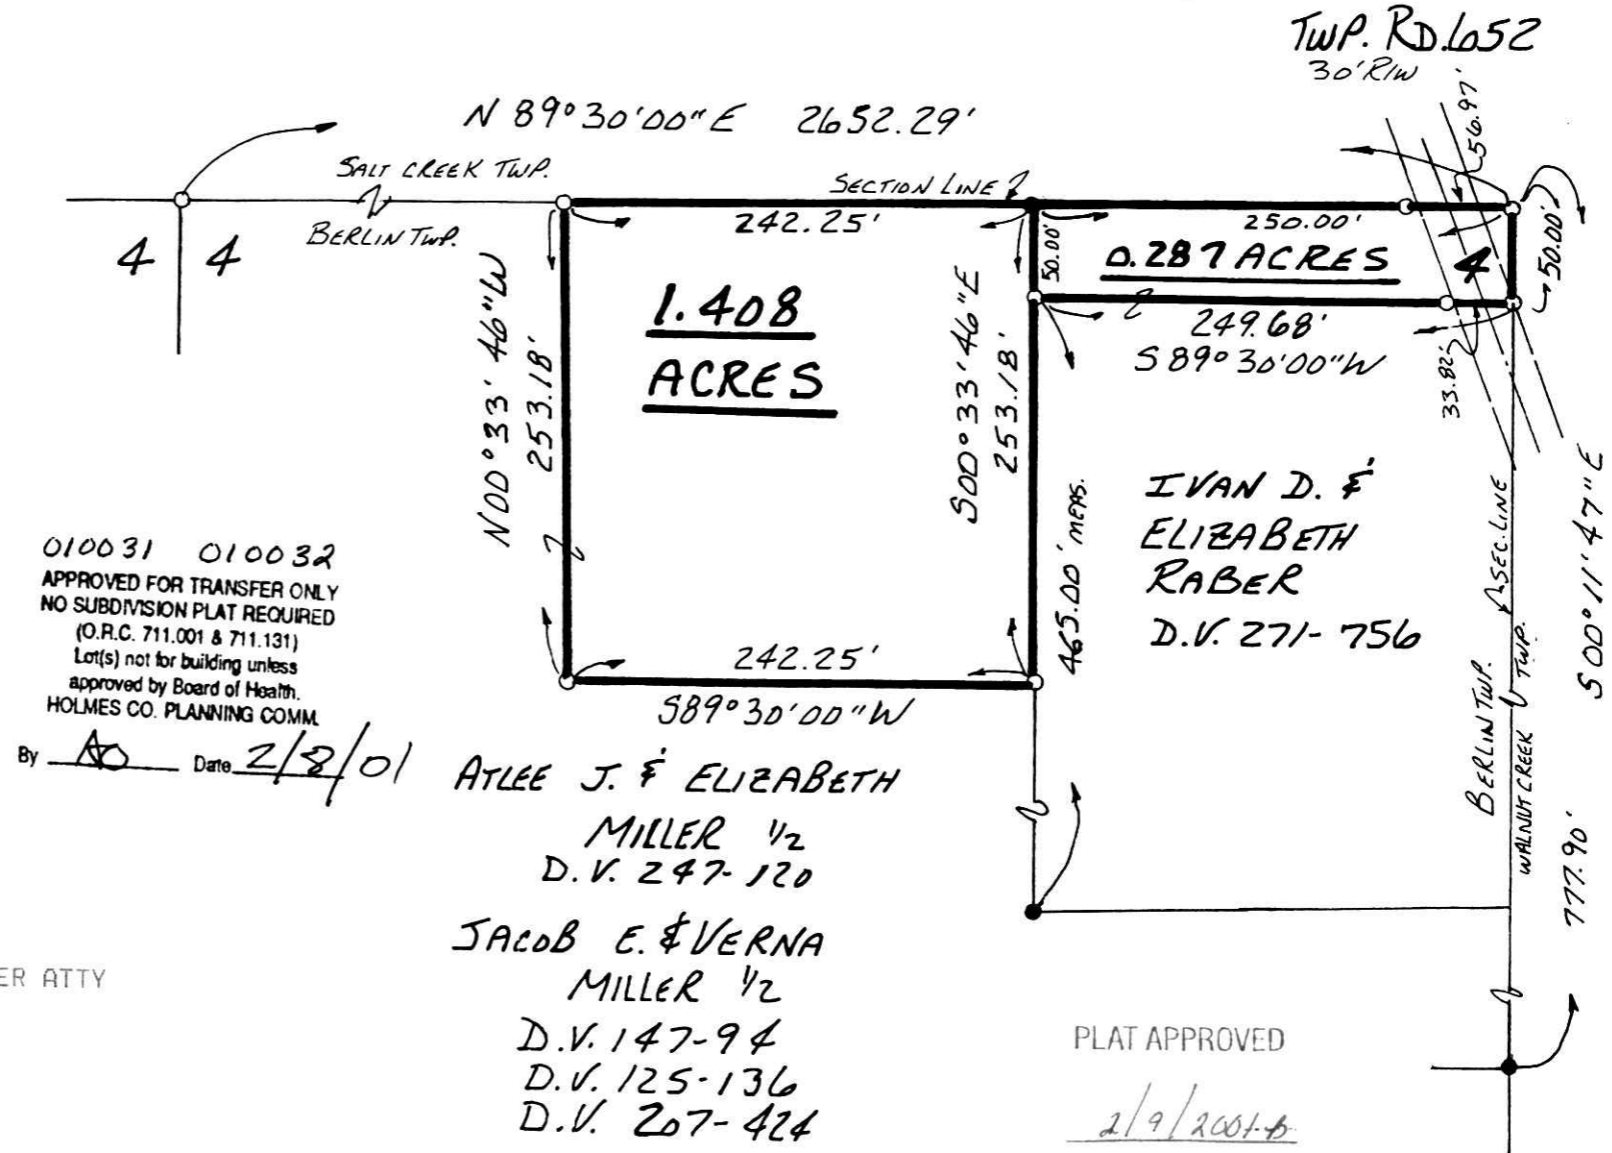 TWP. RD. 652
30' R/W
N 89° 30' 00" E 2652.29'
56.97'
SALT CREEK TWP.
SECTION LINE
BERLIN TWP.
242.25'
250.00'
50.00'
50.00'
4 4
0.287 ACRES
4
1.408
ACRES
249.68'
S 89° 30' 00" W
33.82'
N 00° 33' 46" W
253.18'
S 00° 33' 46" E
253.18'
465.00' MEAS.
IVAN D. &
ELIZABETH
RABER
D.V. 271-756
SEC. LINE
S 00° 11' 47" E
777.90'
BERLIN TWP.
WALNUT CREEK TWP.
242.25'
S 89° 30' 00" W
010031 010032
APPROVED FOR TRANSFER ONLY
NO SUBDIVISION PLAT REQUIRED
(O.R.C. 711.001 & 711.131)
Lot(s) not for building unless
approved by Board of Health.
HOLMES CO. PLANNING COMM.
By Date 2/8/01
ATLEE J. & ELIZABETH
MILLER 1/2
D.V. 247-120
JACOB E. & VERNA
MILLER 1/2
D.V. 147-94
D.V. 125-136
D.V. 207-424
ER ATTY
PLAT APPROVED
2/9/2001